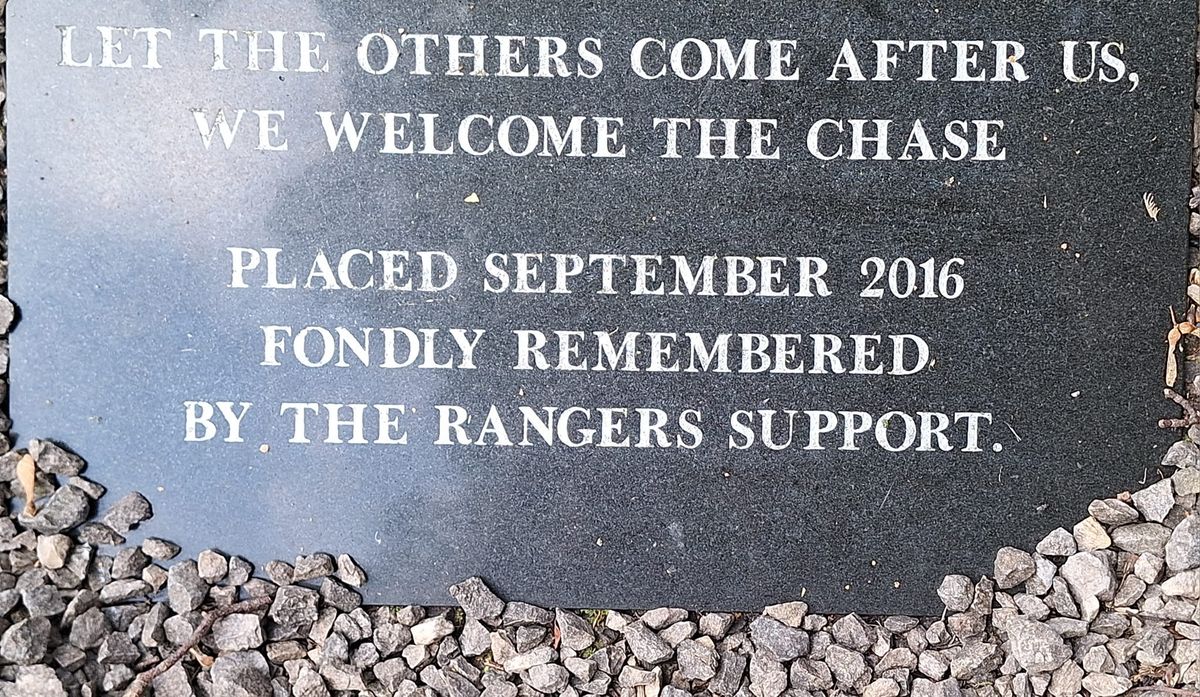 LET THE OTHERS COME AFTER US,
WE WELCOME THE CHASE
PLACED SEPTEMBER 2016
FONDLY REMEMBERED
BY THE RANGERS SUPPORT.